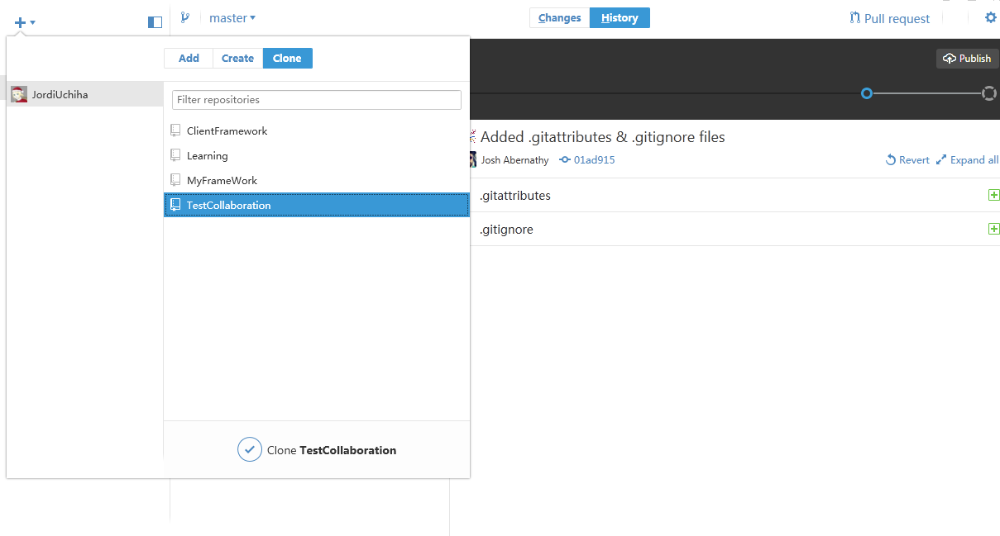 master
Changes
History
Pull request
Add
Create
Clone
Publish
JordiUchiha
Filter repositories
ClientFramework
Learning
MyFrameWork
TestCollaboration
Clone TestCollaboration
Added .gitattributes & .gitignore files
Josh Abernathy
01ad915
Revert
Expand all
.gitattributes
.gitignore